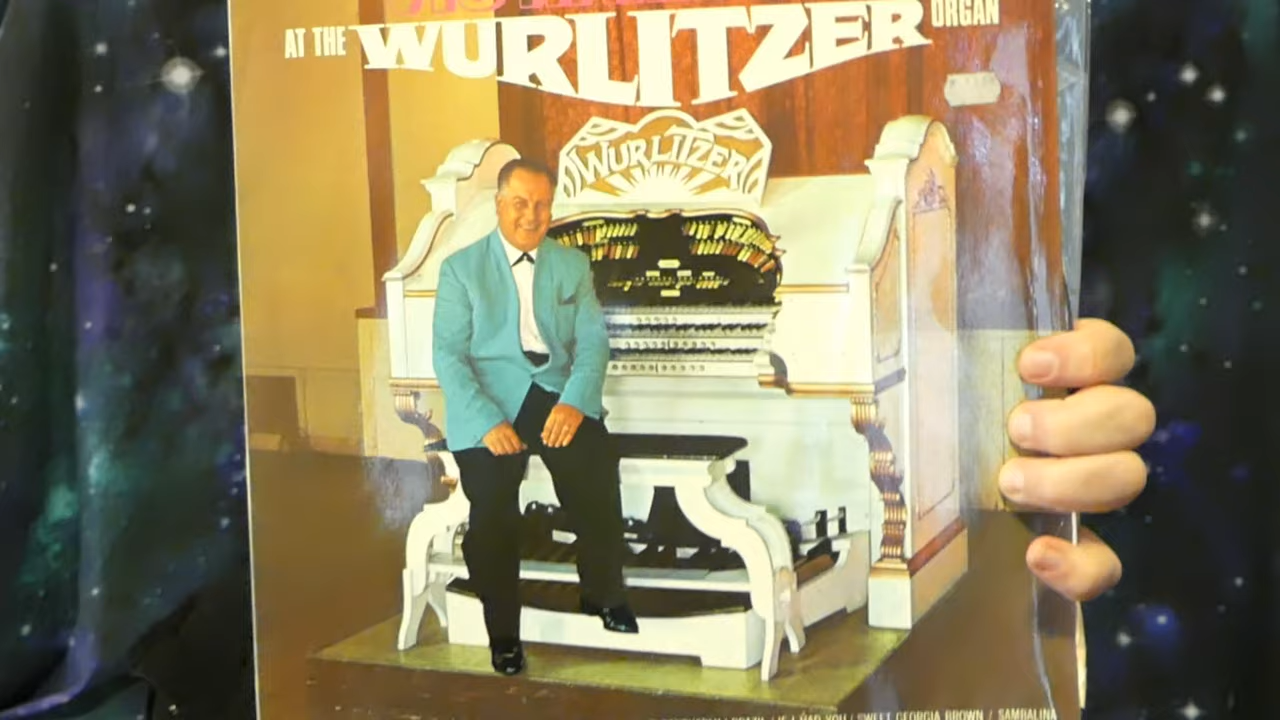 AT THE WURLITZER ORGAN
WURLITZER
IF I HAD YOU / SWEET GEORGIA BROWN / SAMBALINA